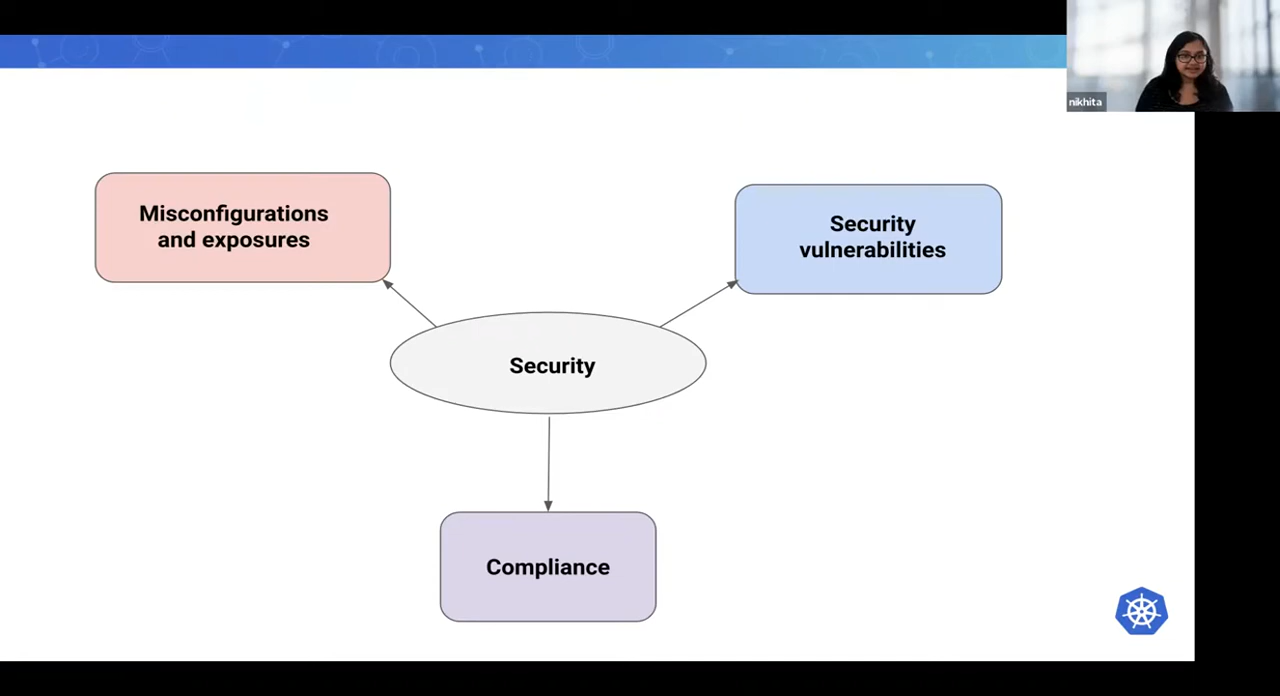 nikhita
Misconfigurations
and exposures
Security
vulnerabilities
Security
Compliance